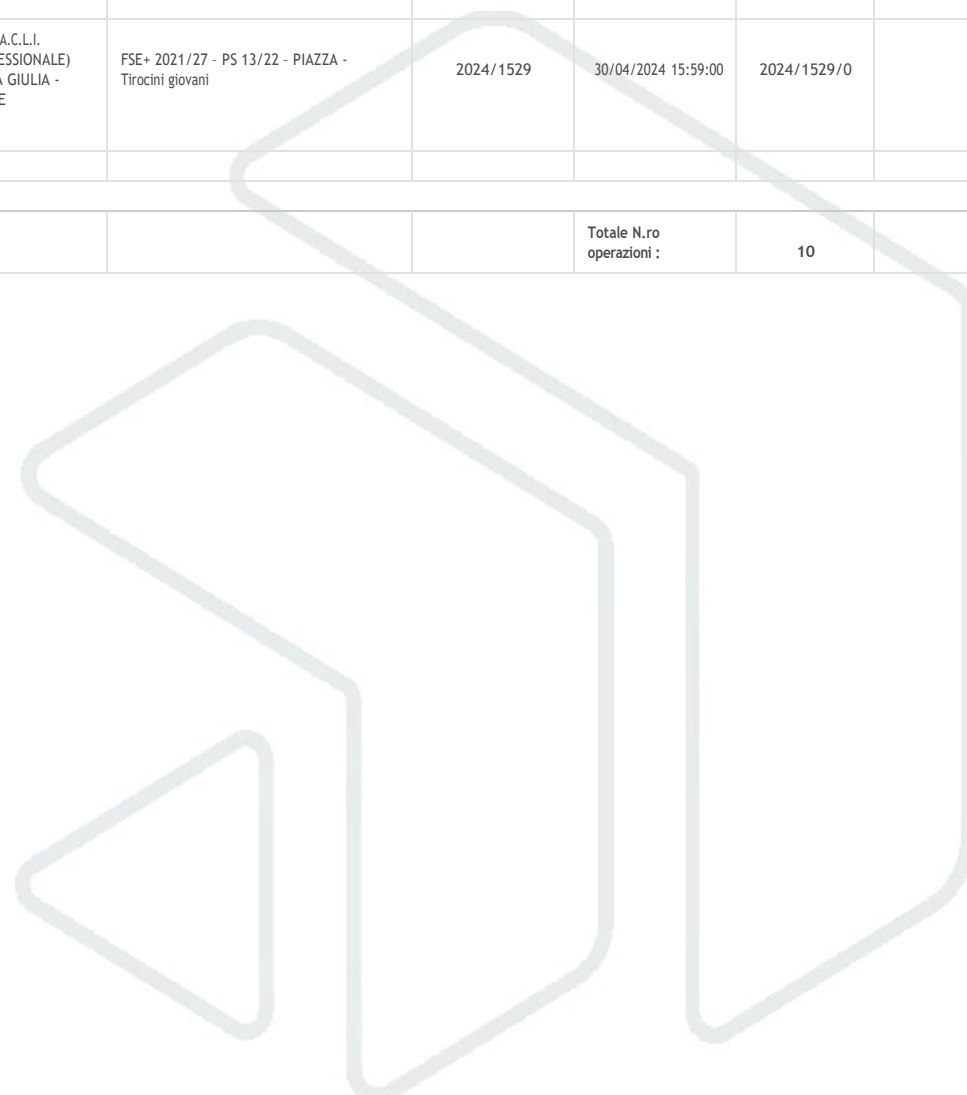 A.C.L.I.
ESSIONALE)
A GIULIA -
E
FSE+ 2021/27 - PS 13/22 - PIAZZA -
Tirocini giovani
2024/1529
30/04/2024 15:59:00
2024/1529/0
Totale N.ro
operazioni :
10